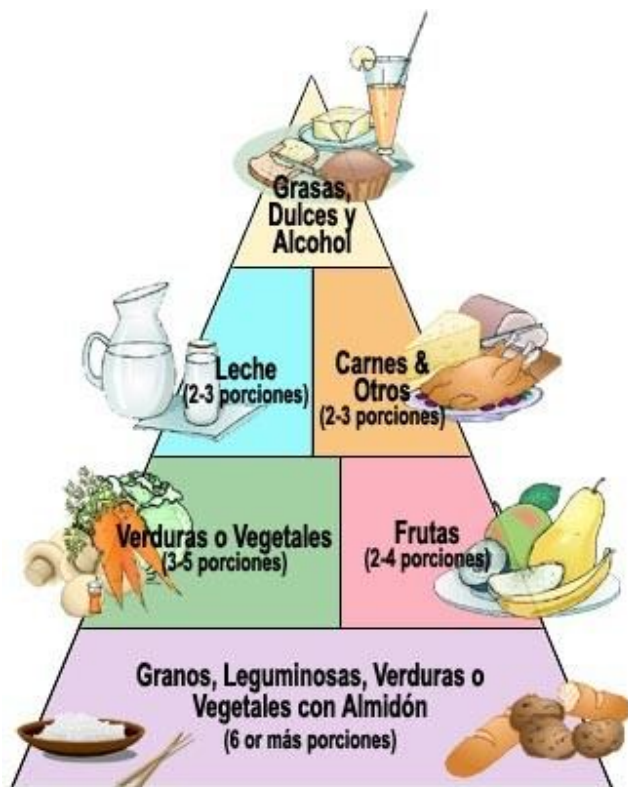 Grasas,
Dulces y
Alcohol
Leche
(2-3 porciones)
Carnes &
Otros
(2-3 porciones)
Verduras o Vegetales
(3-5 porciones)
Frutas
(2-4 porciones)
Granos, Leguminosas, Verduras o
Vegetales con Almidón
(6 or más porciones)